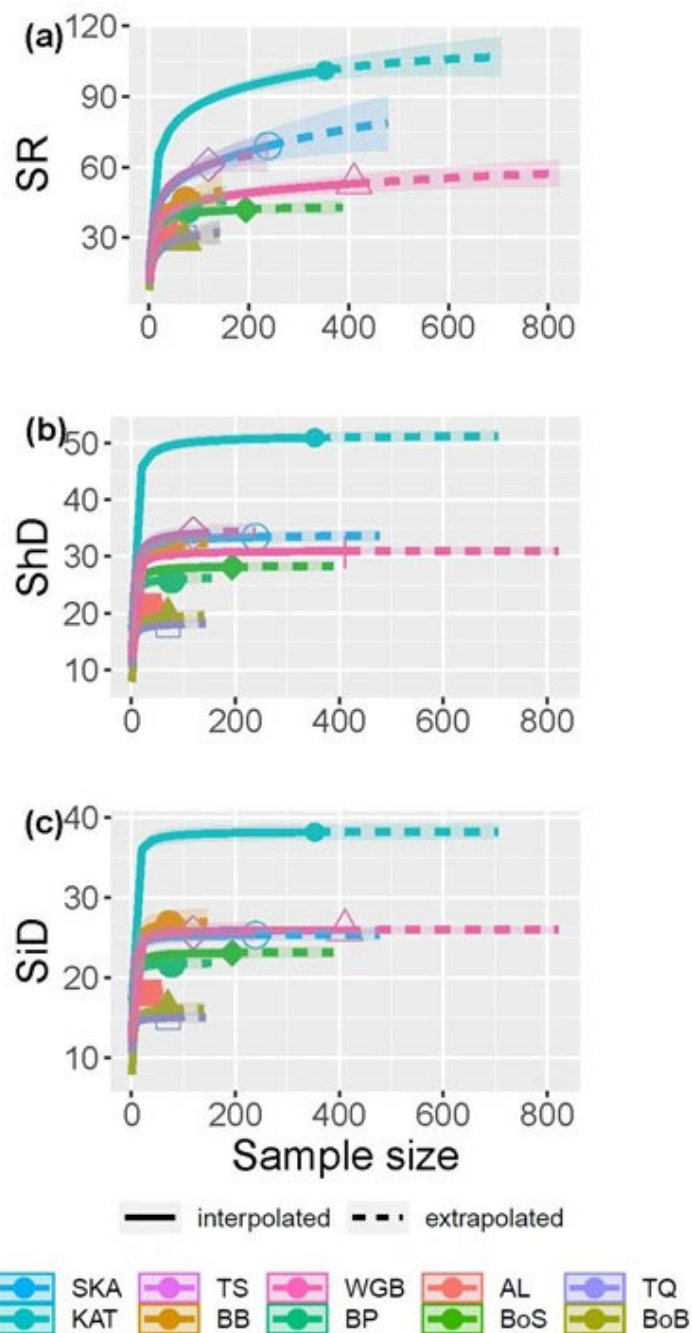 (a)
120
90
60
30
SR
0 200 400 600 800
(b)
50
40
30
20
10
ShD
0 200 400 600 800
(c)
40
30
20
10
SiD
0 200 400 600 800
Sample size
interpolated extrapolated
SKA TS WGB AL TQ
KAT BB BP BoS BoB